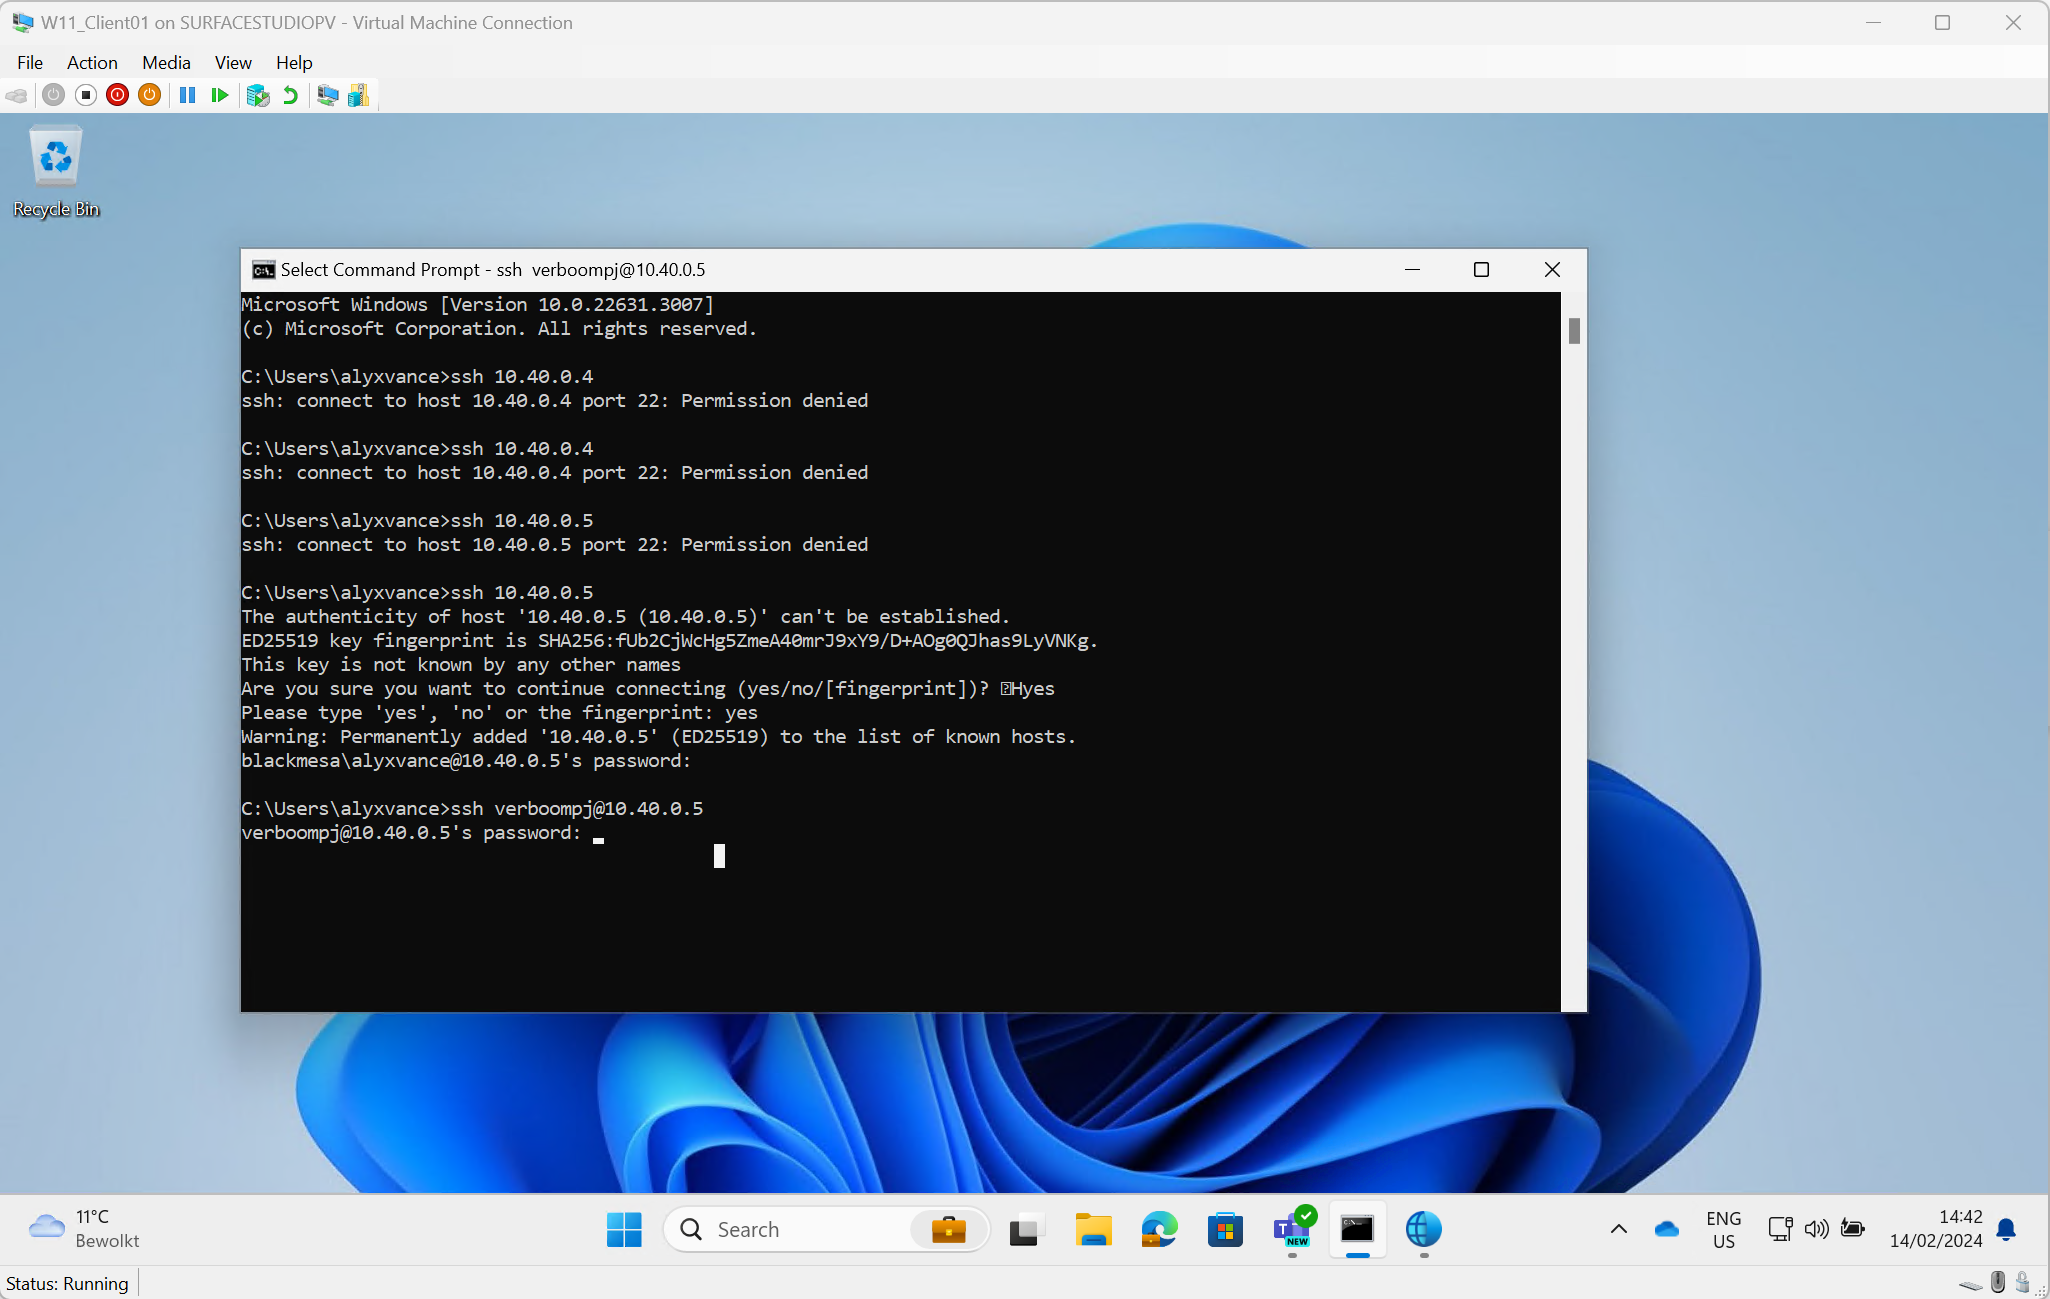 W11_Client01 on SURFACESTUDIOPV - Virtual Machine Connection
File Action Media View Help
Recycle Bin
Select Command Prompt - ssh verboompj@10.40.0.5
Microsoft Windows [Version 10.0.22631.3007]
(c) Microsoft Corporation. All rights reserved.
C:\Users\alyxvance>ssh 10.40.0.4
ssh: connect to host 10.40.0.4 port 22: Permission denied
C:\Users\alyxvance>ssh 10.40.0.4
ssh: connect to host 10.40.0.4 port 22: Permission denied
C:\Users\alyxvance>ssh 10.40.0.5
ssh: connect to host 10.40.0.5 port 22: Permission denied
C:\Users\alyxvance>ssh 10.40.0.5
The authenticity of host '10.40.0.5 (10.40.0.5)' can't be established.
ED25519 key fingerprint is SHA256:fUb2CjWcHg5ZmeA40mrJ9xY9/D+AOg0QJhas9LyVNKg.
This key is not known by any other names
Are you sure you want to continue connecting (yes/no/[fingerprint])? Hyes
Please type 'yes', 'no' or the fingerprint: yes
Warning: Permanently added '10.40.0.5' (ED25519) to the list of known hosts.
blackmesa\alyxvance@10.40.0.5's password:
C:\Users\alyxvance>ssh verboompj@10.40.0.5
verboompj@10.40.0.5's password:
11°C
Bewolkt
Search
NEW
ENG
US
14:42
14/02/2024
Status: Running